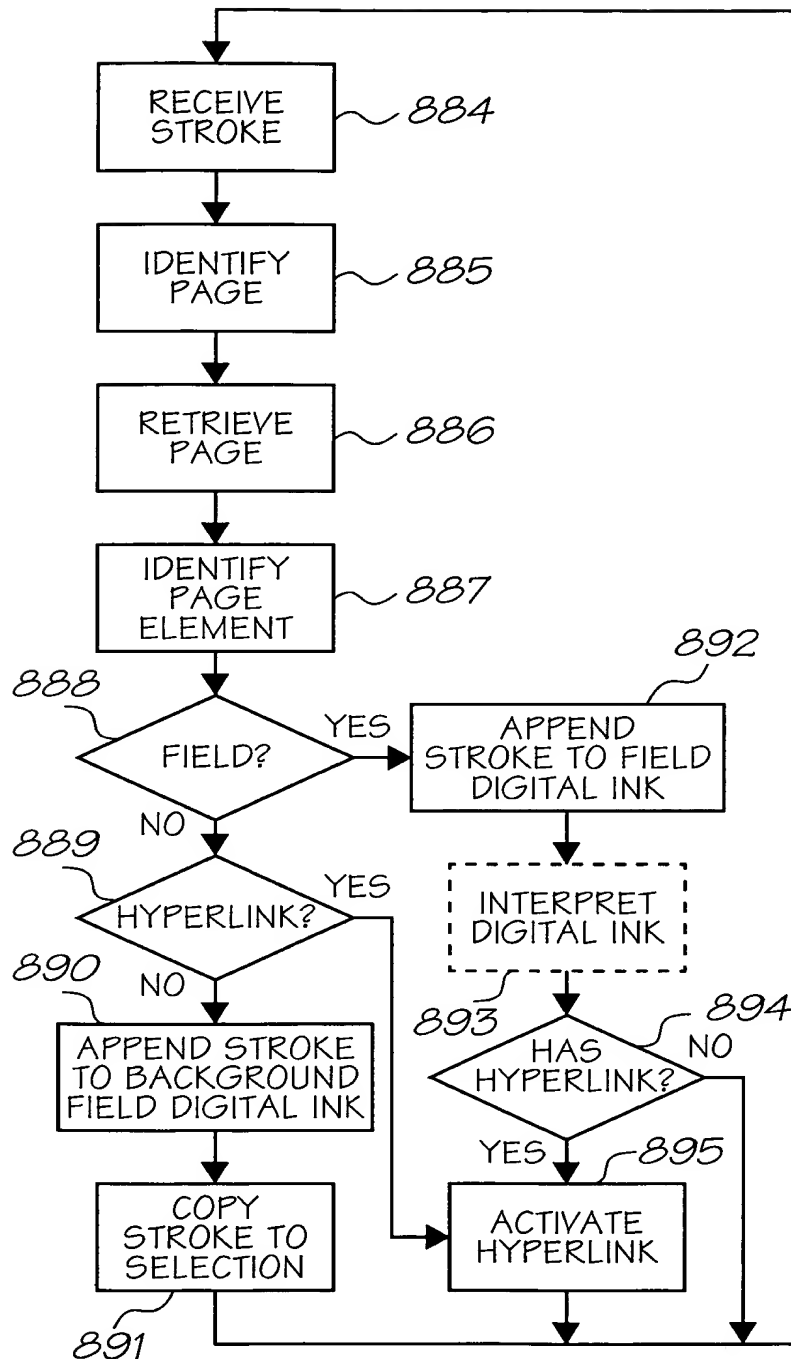 RECEIVE
STROKE
884
IDENTIFY
PAGE
885
RETRIEVE
PAGE
886
IDENTIFY
PAGE
ELEMENT
887
888
FIELD?
YES
NO
892
APPEND
STROKE TO FIELD
DIGITAL INK
889
HYPERLINK?
YES
NO
INTERPRET
DIGITAL INK
893
890
APPEND STROKE
TO BACKGROUND
FIELD DIGITAL INK
894
HAS
HYPERLINK?
NO
YES
COPY
STROKE TO
SELECTION
891
895
ACTIVATE
HYPERLINK